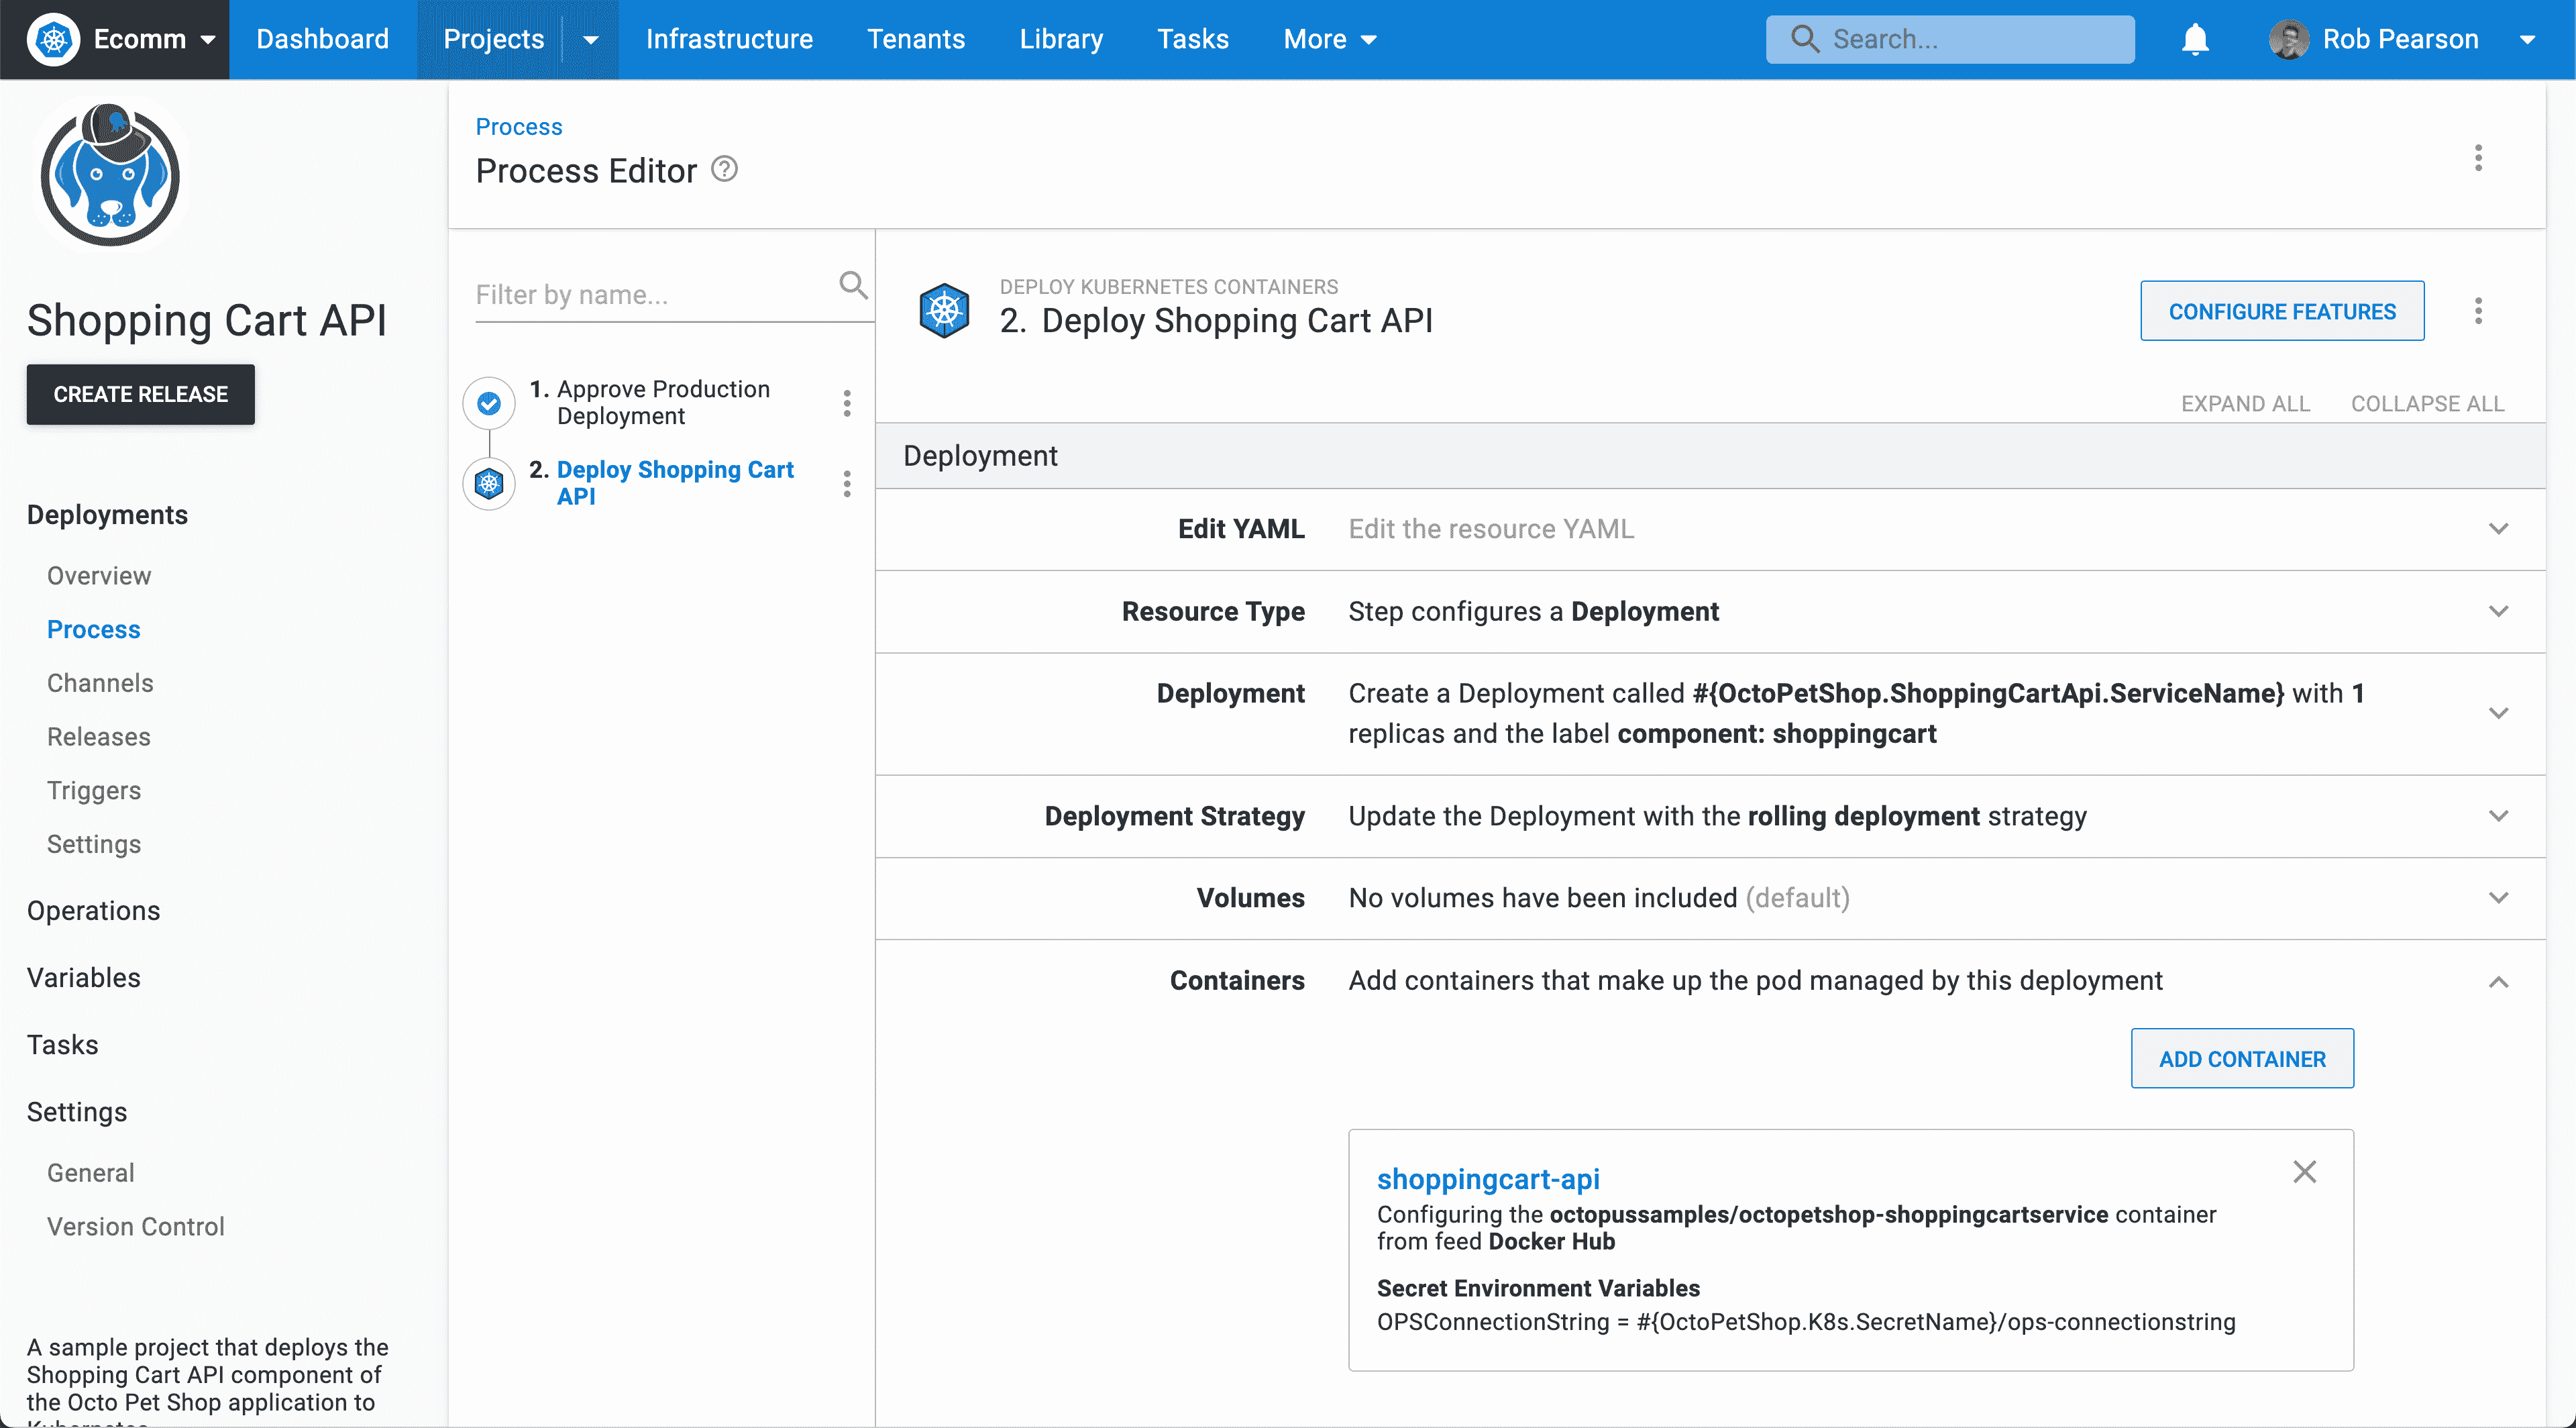 Ecomm
Dashboard
Projects
Infrastructure
Tenants
Library
Tasks
More
Search...
Rob Pearson
Shopping Cart API
CREATE RELEASE
Deployments
Overview
Process
Channels
Releases
Triggers
Settings
Operations
Variables
Tasks
Settings
General
Version Control
A sample project that deploys the
Shopping Cart API component of
the Octo Pet Shop application to
Process
Process Editor
Filter by name...
1. Approve Production
Deployment
2. Deploy Shopping Cart
API
DEPLOY KUBERNETES CONTAINERS
2. Deploy Shopping Cart API
CONFIGURE FEATURES
EXPAND ALL
COLLAPSE ALL
Deployment
Edit YAML
Edit the resource YAML
Resource Type
Step configures a Deployment
Deployment
Create a Deployment called #{OctoPetShop.ShoppingCartApi.ServiceName} with 1
replicas and the label component: shoppingcart
Deployment Strategy
Update the Deployment with the rolling deployment strategy
Volumes
No volumes have been included (default)
Containers
Add containers that make up the pod managed by this deployment
ADD CONTAINER
shoppingcart-api
Configuring the octopussamples/octopetshop-shoppingcartservice container
from feed Docker Hub
Secret Environment Variables
OPSConnectionString = #{OctoPetShop.K8s.SecretName}/ops-connectionstring